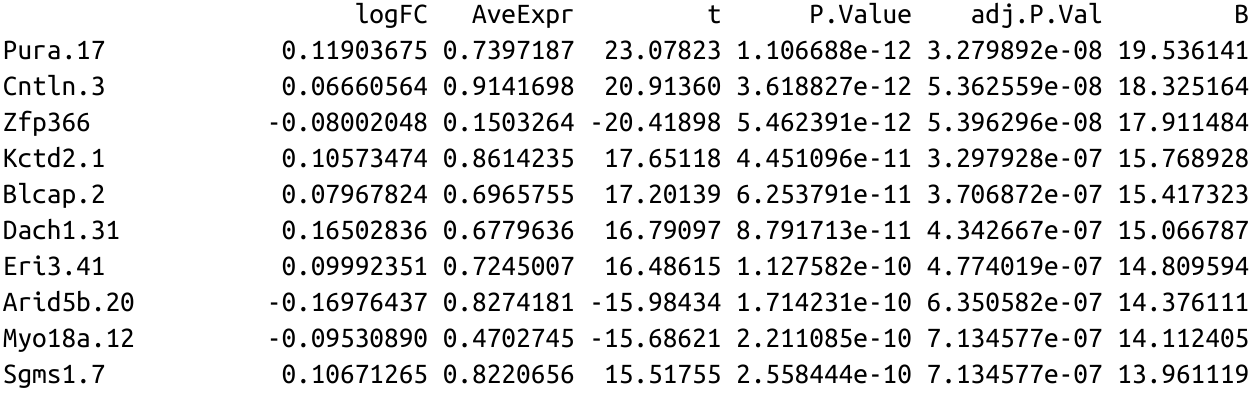 logFC AveExpr t P.Value adj.P.Val B
Pura.17 0.11903675 0.7397187 23.07823 1.106688e-12 3.279892e-08 19.536141
Cntln.3 0.06660564 0.9141698 20.91360 3.618827e-12 5.362559e-08 18.325164
Zfp366 -0.08002048 0.1503264 -20.41898 5.462391e-12 5.396296e-08 17.911484
Kctd2.1 0.10573474 0.8614235 17.65118 4.451096e-11 3.297928e-07 15.768928
Blcap.2 0.07967824 0.6965755 17.20139 6.253791e-11 3.706872e-07 15.417323
Dach1.31 0.16502836 0.6779636 16.79097 8.791713e-11 4.342667e-07 15.066787
Eri3.41 0.09992351 0.7245007 16.48615 1.127582e-10 4.774019e-07 14.809594
Arid5b.20 -0.16976437 0.8274181 -15.98434 1.714231e-10 6.350582e-07 14.376111
Myo18a.12 -0.09530890 0.4702745 -15.68621 2.211085e-10 7.134577e-07 14.112405
Sgms1.7 0.10671265 0.8220656 15.51755 2.558444e-10 7.134577e-07 13.961119